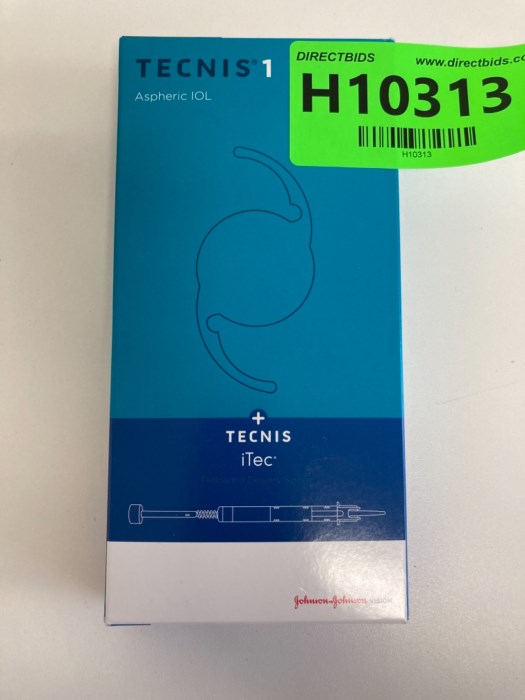 TECNIS® 1
Aspheric IOL
DIRECTBIDS
www.directbids.co
H10313
H10313
+
TECNIS
iTec®
Johnson & Johnson VISION